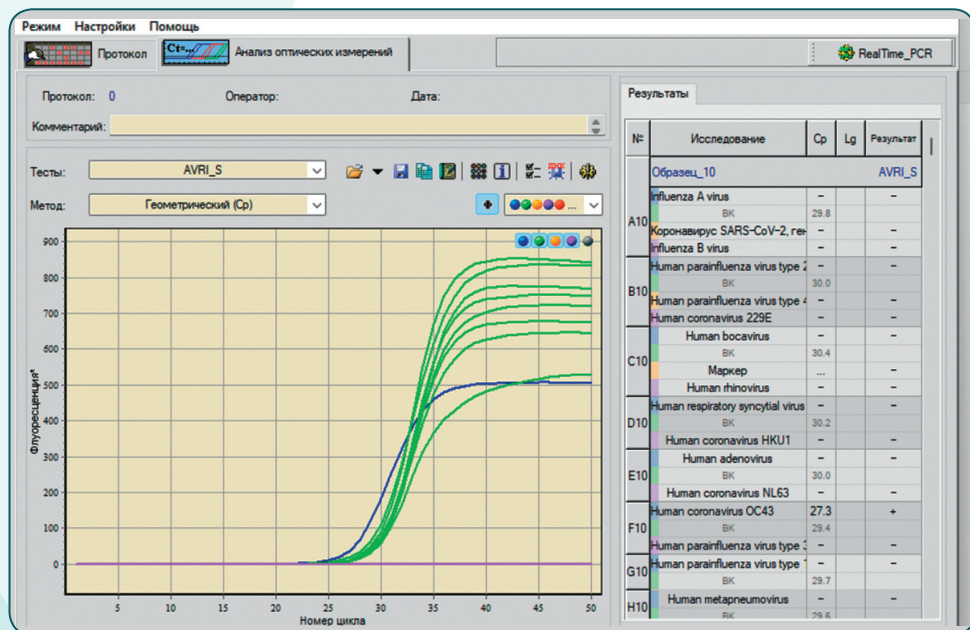 Режим Настройки Помощь
Протокол
Ct=...
Анализ оптических измерений
RealTime_PCR
Протокол: 0 Оператор: Дата:
Комментарий:
Тесты: AVRI_S
Метод: Геометрический (Cp)
...
900
800
700
600
500
400
300
200
100
0
Флуоресценция*
5 10 15 20 25 30 35 40 45 50
Номер цикла
Результаты
№ Исследование Cp Lg Результат
Образец_10 AVRI_S
A10
Influenza A virus – –
ВК 29.8
Коронавирус SARS-CoV-2, ген – –
Influenza B virus – –
B10
Human parainfluenza virus type 2 – –
ВК 30.0
Human parainfluenza virus type 4 – –
Human coronavirus 229E – –
C10
Human bocavirus – –
ВК 30.4
Маркер ... –
Human rhinovirus – –
D10
Human respiratory syncytial virus – –
ВК 30.2
Human coronavirus HKU1 – –
E10
Human adenovirus – –
ВК 30.0
Human coronavirus NL63 – –
F10
Human coronavirus OC43 27.3 +
ВК 29.4
Human parainfluenza virus type 3 – –
G10
Human parainfluenza virus type – –
ВК 29.7
H10
Human metapneumovirus – –
ВК 29.6